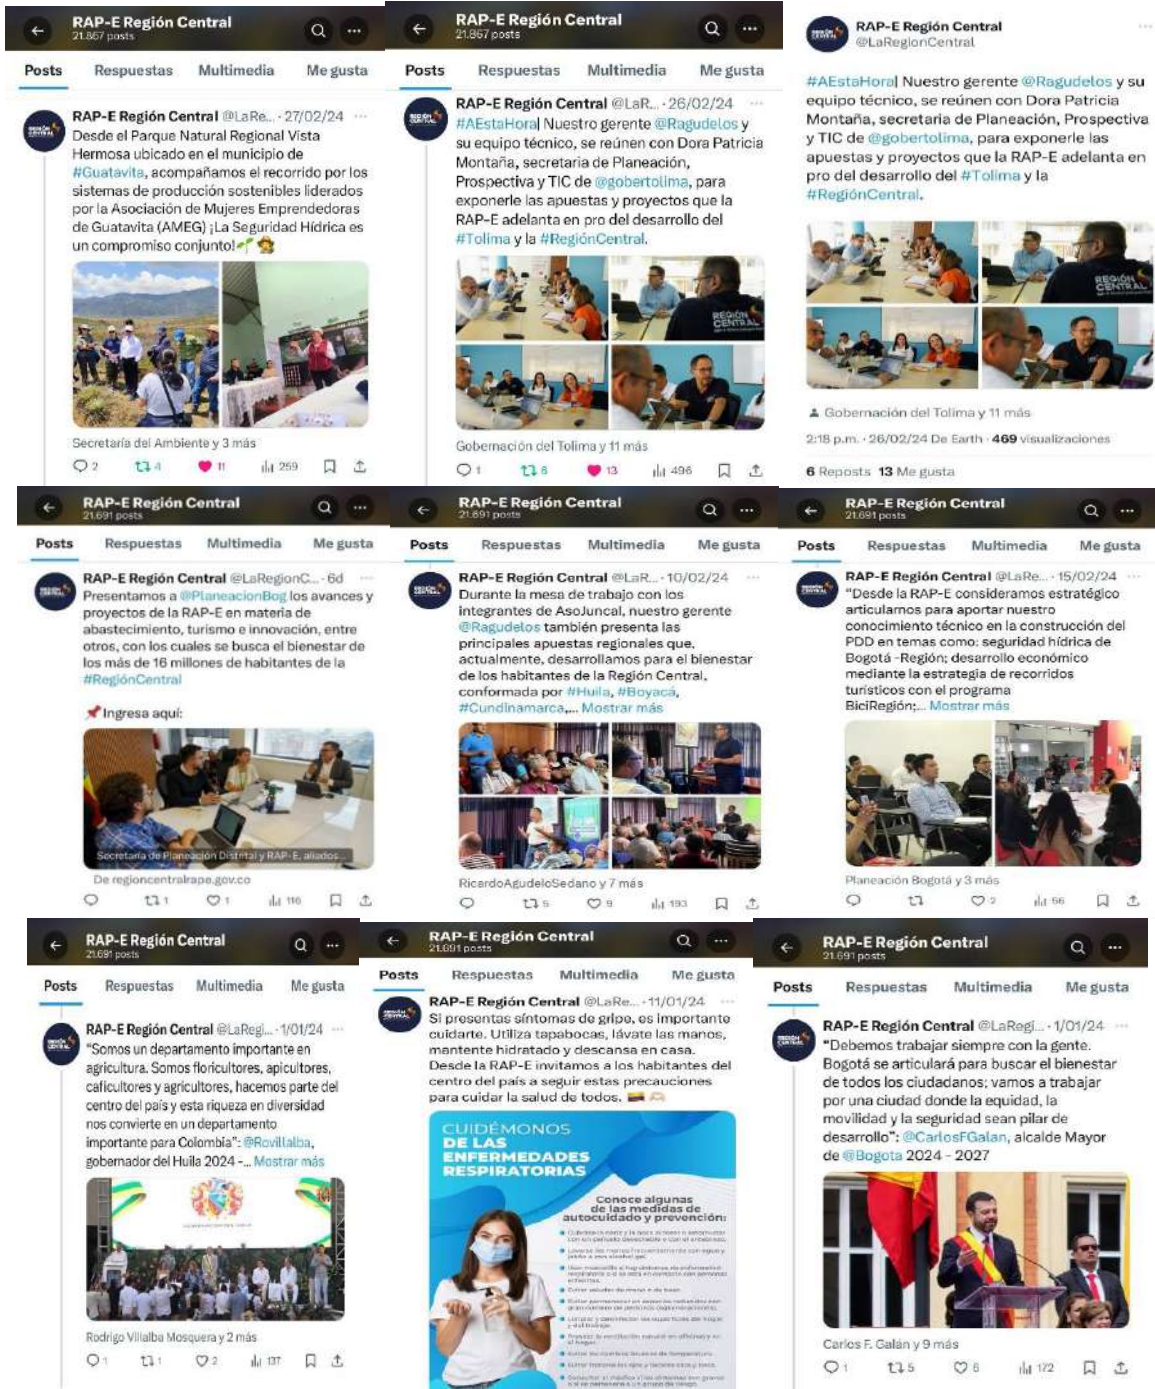 RAP-E Región Central
21.867 posts
Posts Respuestas Multimedia Me gusta
RAP-E Región Central @LaRe... · 27/02/24
Desde el Parque Natural Regional Vista
Hermosa ubicado en el municipio de
#Guatavita, acompañamos el recorrido por los
sistemas de producción sostenibles liderados
por la Asociación de Mujeres Emprendedoras
de Guatavita (AMEG) ¡La Seguridad Hídrica es
un compromiso conjunto!
Secretaría del Ambiente y 3 más
2 4 11 259
RAP-E Región Central
21.867 posts
Posts Respuestas Multimedia Me gusta
RAP-E Región Central @LaR... · 26/02/24
#AEstaHora| Nuestro gerente @Ragudelos y
su equipo técnico, se reúnen con Dora Patricia
Montaña, secretaria de Planeación,
Prospectiva y TIC de @gobertolima, para
exponerle las apuestas y proyectos que la
RAP-E adelanta en pro del desarrollo del
#Tolima y la #RegiónCentral.
REGIÓN
CENTRAL
Gobernación del Tolima y 11 más
1 6 13 496
RAP-E Región Central
@LaRegionCentral
#AEstaHora| Nuestro gerente @Ragudelos y su
equipo técnico, se reúnen con Dora Patricia
Montaña, secretaria de Planeación, Prospectiva
y TIC de @gobertolima, para exponerle las
apuestas y proyectos que la RAP-E adelanta en
pro del desarrollo del #Tolima y la
#RegiónCentral.
REGIÓN
CENTRAL
Gobernación del Tolima y 11 más
2:18 p.m. · 26/02/24 De Earth · 469 visualizaciones
6 Reposts 13 Me gusta
RAP-E Región Central
21.691 posts
Posts Respuestas Multimedia Me gusta
RAP-E Región Central @LaRegionC... · 6d
Presentamos a @PlaneacionBog los avances y
proyectos de la RAP-E en materia de
abastecimiento, turismo e innovación, entre
otros, con los cuales se busca el bienestar de
los más de 16 millones de habitantes de la
#RegiónCentral
Ingresa aquí:
Secretaría de Planeación Distrital y RAP-E, aliados...
De regioncentralrape.gov.co
1 1 116
RAP-E Región Central
21.691 posts
Posts Respuestas Multimedia Me gusta
RAP-E Región Central @LaR... · 10/02/24
Durante la mesa de trabajo con los
integrantes de AsoJuncal, nuestro gerente
@Ragudelos también presenta las
principales apuestas regionales que,
actualmente, desarrollamos para el bienestar
de los habitantes de la Región Central,
conformada por #Huila, #Boyacá,
#Cundinamarca,... Mostrar más
RicardoAgudeloSedano y 7 más
5 9 193
RAP-E Región Central
21.691 posts
Posts Respuestas Multimedia Me gusta
RAP-E Región Central @LaRe... · 15/02/24
"Desde la RAP-E consideramos estratégico
articularnos para aportar nuestro
conocimiento técnico en la construcción del
PDD en temas como: seguridad hídrica de
Bogotá -Región; desarrollo económico
mediante la estrategia de recorridos
turísticos con el programa
BiciRegión;... Mostrar más
Planeación Bogotá y 3 más
2 56
RAP-E Región Central
21.691 posts
Posts Respuestas Multimedia Me gusta
RAP-E Región Central @LaRegi... · 1/01/24
"Somos un departamento importante en
agricultura. Somos floricultores, apicultores,
caficultores y agricultores, hacemos parte del
centro del país y esta riqueza en diversidad
nos convierte en un departamento
importante para Colombia": @Rovillalba,
gobernador del Huila 2024 -... Mostrar más
Rodrigo Villalba Mosquera y 2 más
1 1 2 137
RAP-E Región Central
21.691 posts
Posts Respuestas Multimedia Me gusta
RAP-E Región Central @LaRe... · 11/01/24
Si presentas síntomas de gripe, es importante
cuidarte. Utiliza tapabocas, lávate las manos,
mantente hidratado y descansa en casa.
Desde la RAP-E invitamos a los habitantes del
centro del país a seguir estas precauciones
para cuidar la salud de todos.
CUIDÉMONOS
DE LAS
ENFERMEDADES
RESPIRATORIAS
Conoce algunas
de las medidas de
autocuidado y prevención:
RAP-E Región Central
21.691 posts
Posts Respuestas Multimedia Me gusta
RAP-E Región Central @LaRegi... · 1/01/24
"Debemos trabajar siempre con la gente.
Bogotá se articulará para buscar el bienestar
de todos los ciudadanos; vamos a trabajar
por una ciudad donde la equidad, la
movilidad y la seguridad sean pilar de
desarrollo": @CarlosFGalan, alcalde Mayor
de @Bogota 2024 - 2027
Carlos F. Galán y 9 más
1 5 6 172